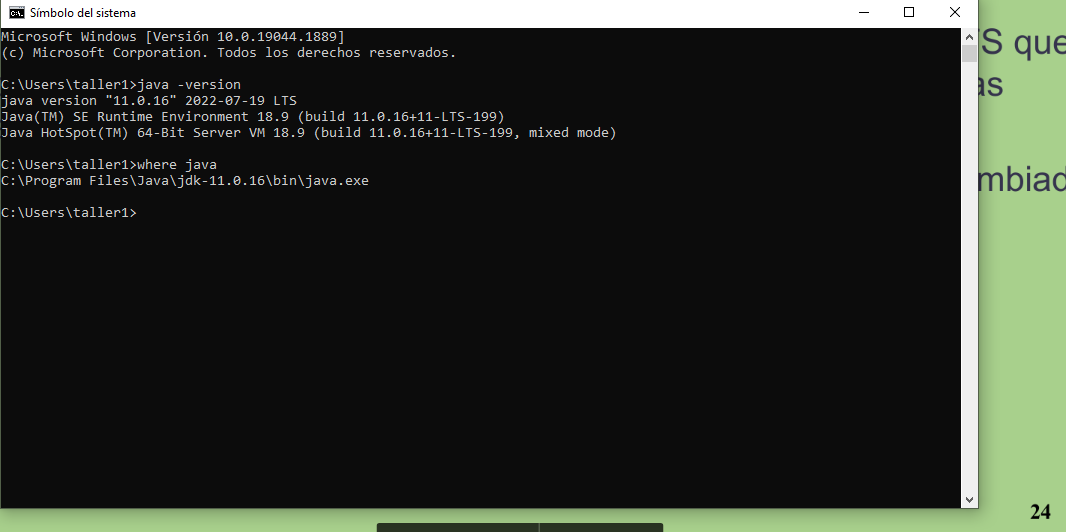 Símbolo del sistema
Microsoft Windows [Versión 10.0.19044.1889]
(c) Microsoft Corporation. Todos los derechos reservados.
C:\Users\taller1>java -version
java version "11.0.16" 2022-07-19 LTS
Java(TM) SE Runtime Environment 18.9 (build 11.0.16+11-LTS-199)
Java HotSpot(TM) 64-Bit Server VM 18.9 (build 11.0.16+11-LTS-199, mixed mode)
C:\Users\taller1>where java
C:\Program Files\Java\jdk-11.0.16\bin\java.exe
C:\Users\taller1>
S que
as
mbiad
24